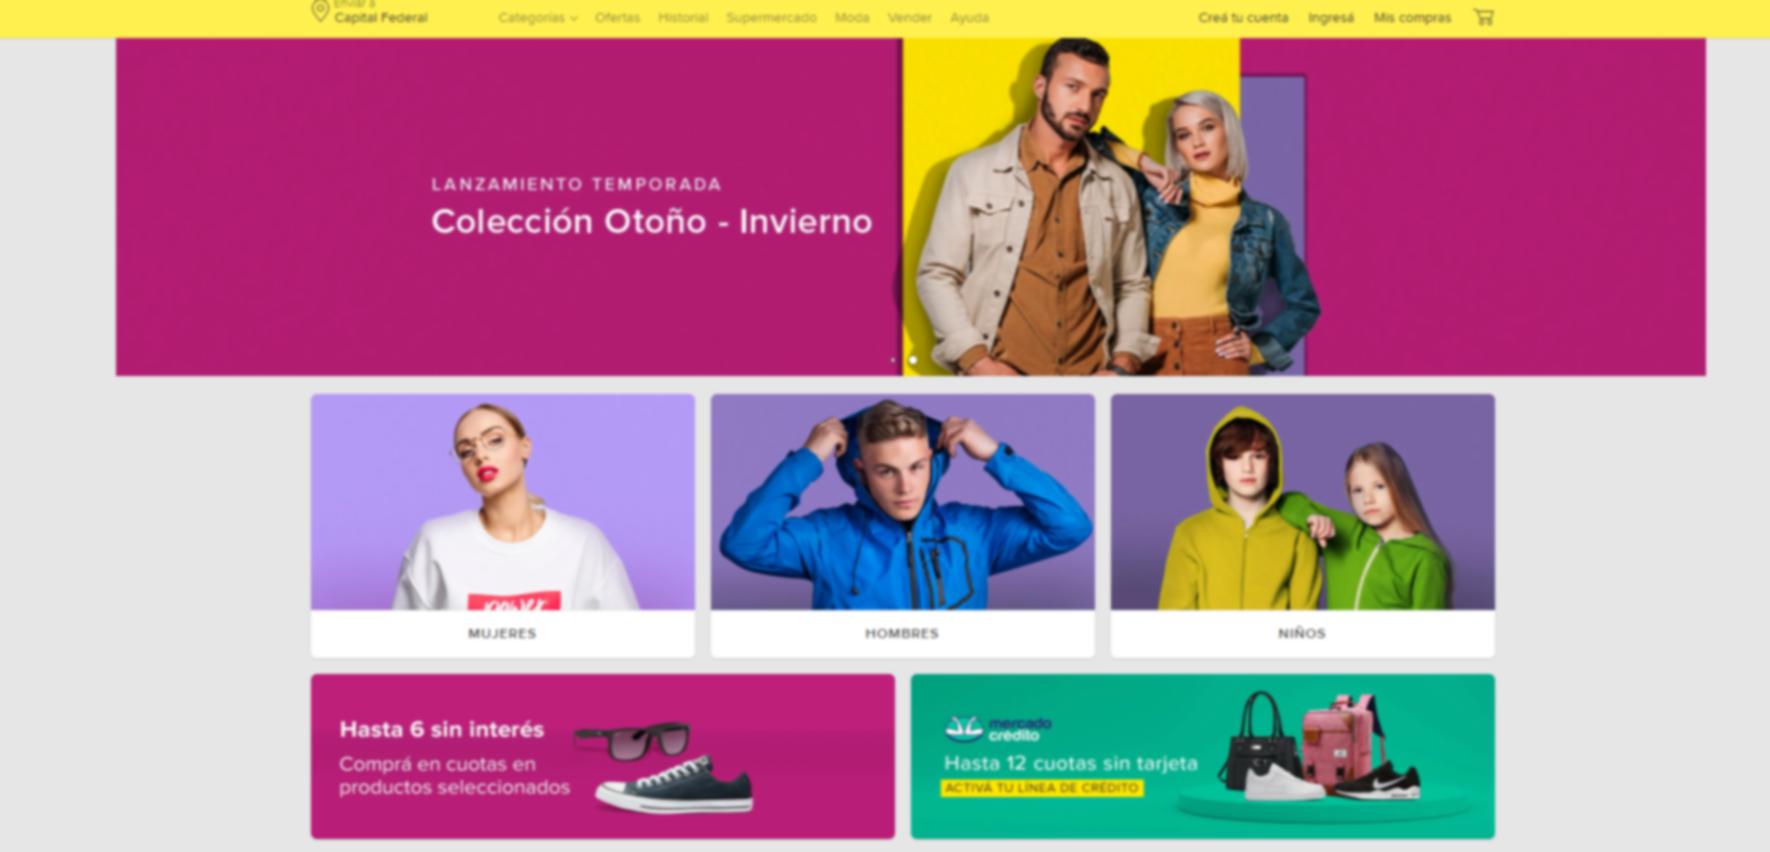 Enviar a
Capital Federal
Categorías Ofertas Historial Supermercado Moda Vender Ayuda
Creá tu cuenta Ingresá Mis compras
LANZAMIENTO TEMPORADA
Colección Otoño - Invierno
MUJERES
HOMBRES
NIÑOS
Hasta 6 sin interés
Comprá en cuotas en
productos seleccionados
mercado
crédito
Hasta 12 cuotas sin tarjeta
ACTIVÁ TU LÍNEA DE CRÉDITO